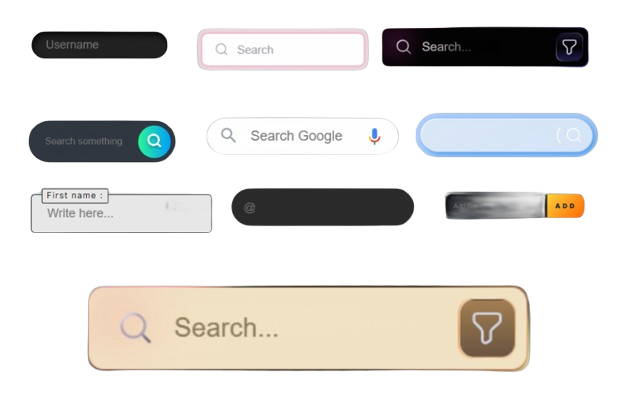 Username
Search
Search...
Search something
Search Google
First name :
Write here...
@
ADD
Search...